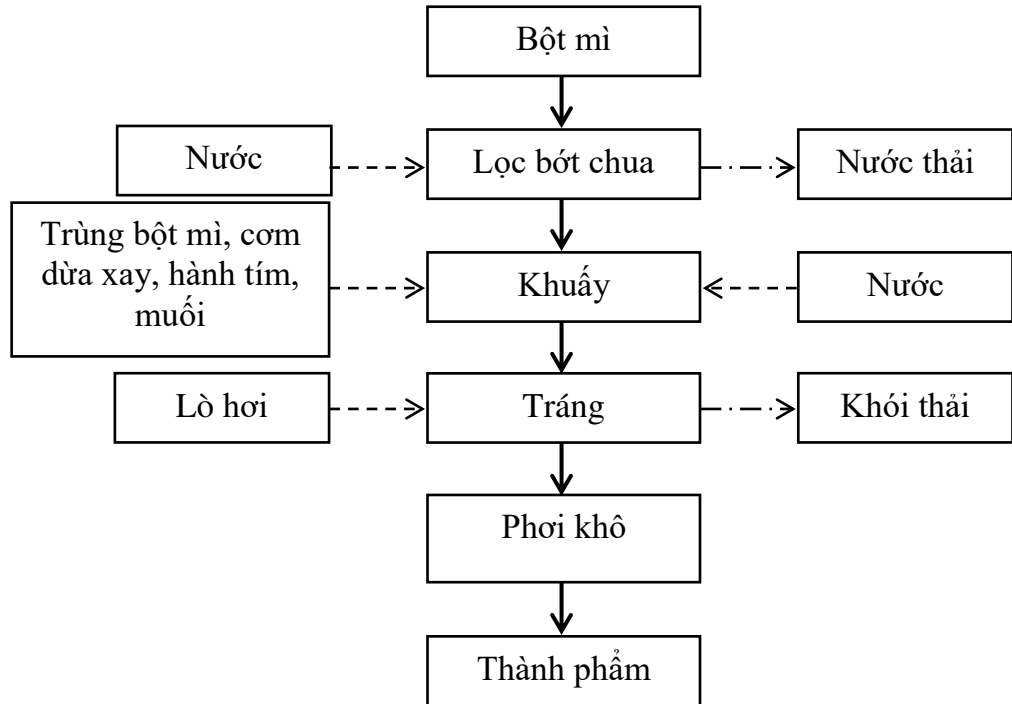 Bột mì
Nước
Lọc bớt chua
Nước thải
Trùng bột mì, cơm
dừa xay, hành tím,
muối
Khuấy
Nước
Lò hơi
Tráng
Khói thải
Phơi khô
Thành phẩm